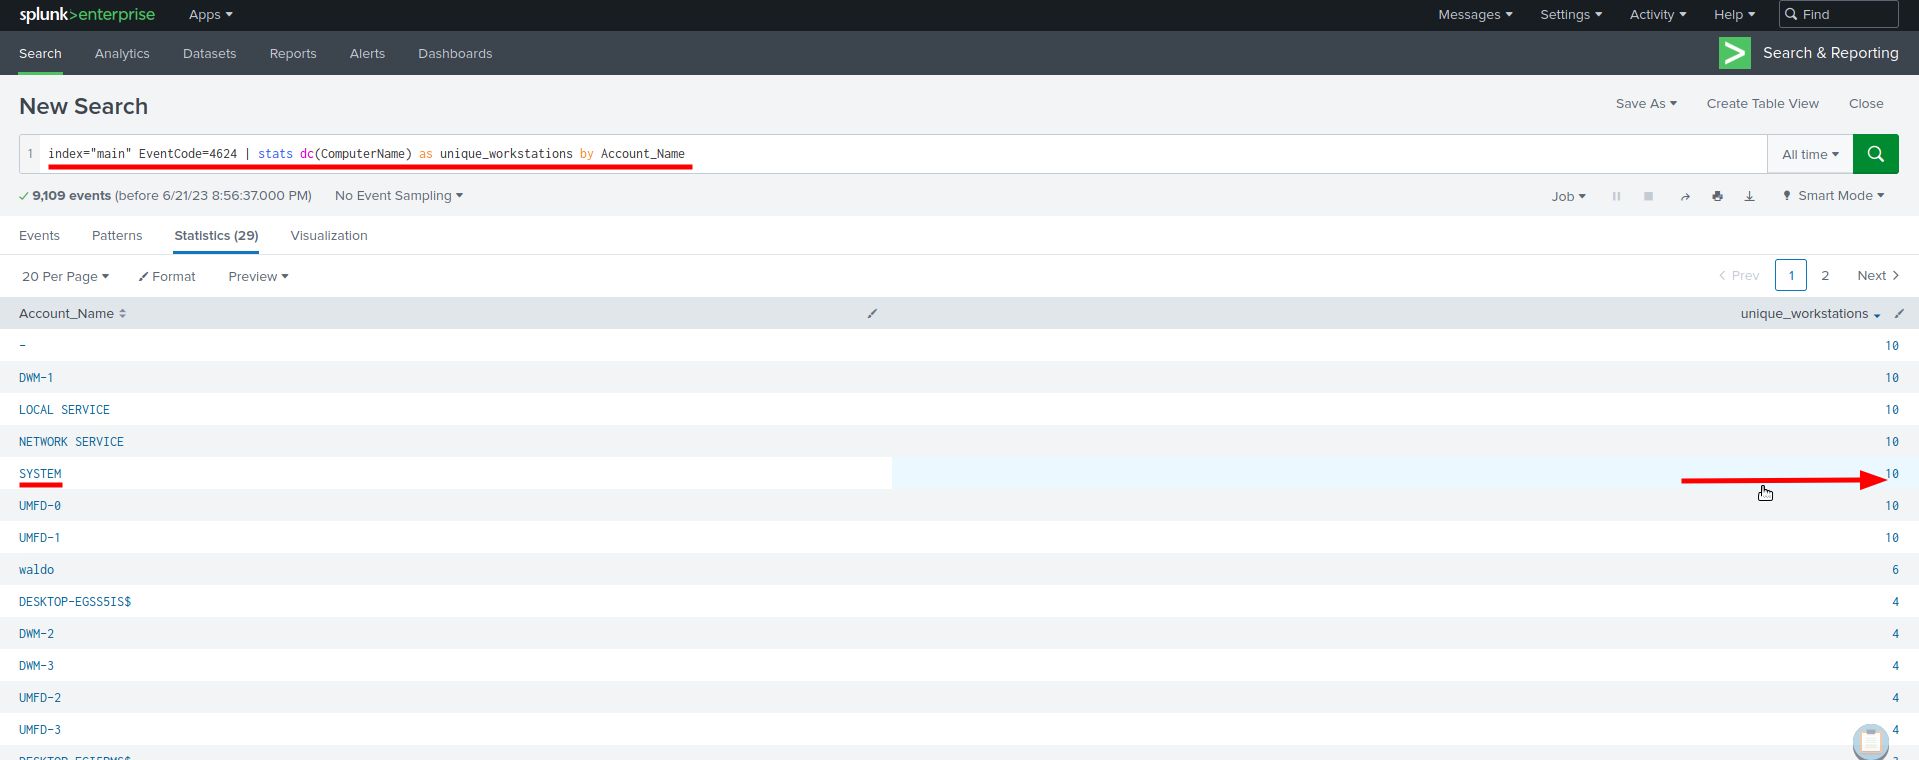 splunk>enterprise Apps Messages Settings Activity Help Find
Search Analytics Datasets Reports Alerts Dashboards Search & Reporting
New Search Save As Create Table View Close
1 index="main" EventCode=4624 | stats dc(ComputerName) as unique_workstations by Account_Name All time
9,109 events (before 6/21/23 8:56:37.000 PM) No Event Sampling Job Smart Mode
Events Patterns Statistics (29) Visualization
20 Per Page Format Preview < Prev 1 2 Next >
Account_Name unique_workstations
- 10
DWM-1 10
LOCAL SERVICE 10
NETWORK SERVICE 10
SYSTEM 10
UMFD-0 10
UMFD-1 10
waldo 6
DESKTOP-EGSS5IS$ 4
DWM-2 4
DWM-3 4
UMFD-2 4
UMFD-3 4